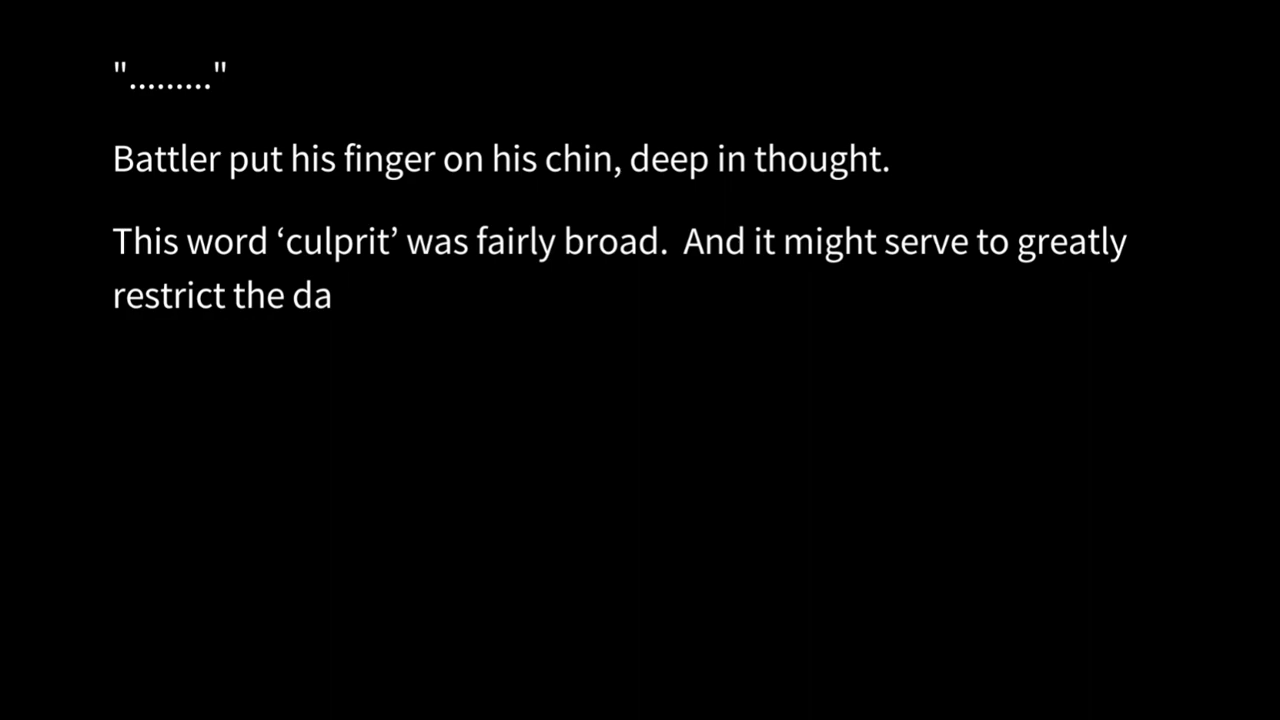 "........."
Battler put his finger on his chin, deep in thought.
This word ‘culprit’ was fairly broad.  And it might serve to greatly
restrict the da